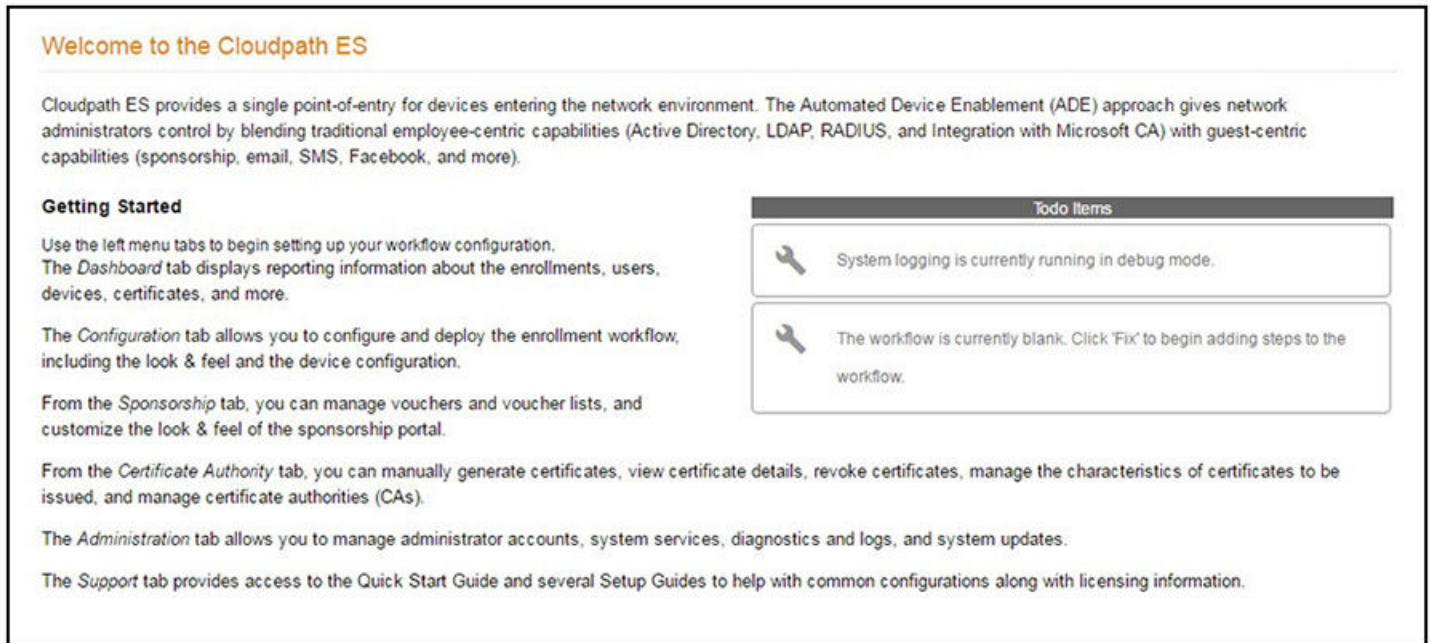 Welcome to the Cloudpath ES
Cloudpath ES provides a single point-of-entry for devices entering the network environment. The Automated Device Enablement (ADE) approach gives network
administrators control by blending traditional employee-centric capabilities (Active Directory, LDAP, RADIUS, and Integration with Microsoft CA) with guest-centric
capabilities (sponsorship, email, SMS, Facebook, and more).
Getting Started
Use the left menu tabs to begin setting up your workflow configuration.
The Dashboard tab displays reporting information about the enrollments, users,
devices, certificates, and more.
The Configuration tab allows you to configure and deploy the enrollment workflow,
including the look & feel and the device configuration.
From the Sponsorship tab, you can manage vouchers and voucher lists, and
customize the look & feel of the sponsorship portal.
Todo Items
System logging is currently running in debug mode.
The workflow is currently blank. Click 'Fix' to begin adding steps to the
workflow.
From the Certificate Authority tab, you can manually generate certificates, view certificate details, revoke certificates, manage the characteristics of certificates to be
issued, and manage certificate authorities (CAs).
The Administration tab allows you to manage administrator accounts, system services, diagnostics and logs, and system updates.
The Support tab provides access to the Quick Start Guide and several Setup Guides to help with common configurations along with licensing information.